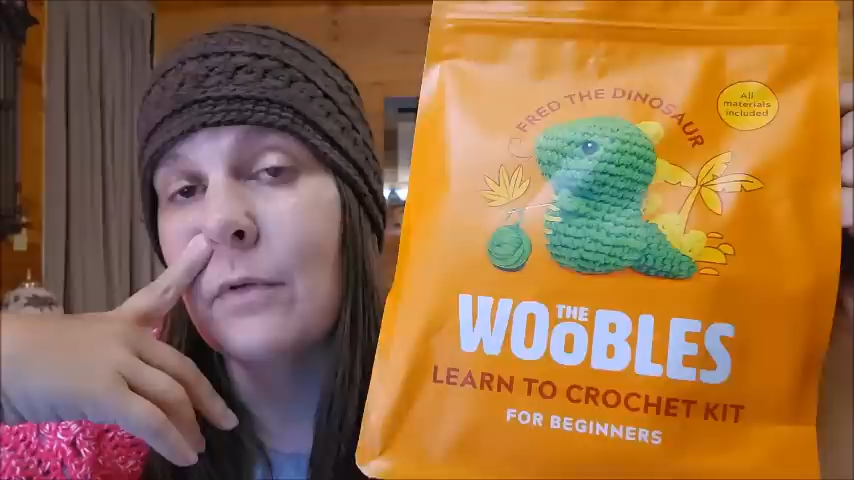 FRED THE DINOSAUR
All
materials
included
THE
WOOBLES
LEARN TO CROCHET KIT
FOR BEGINNERS